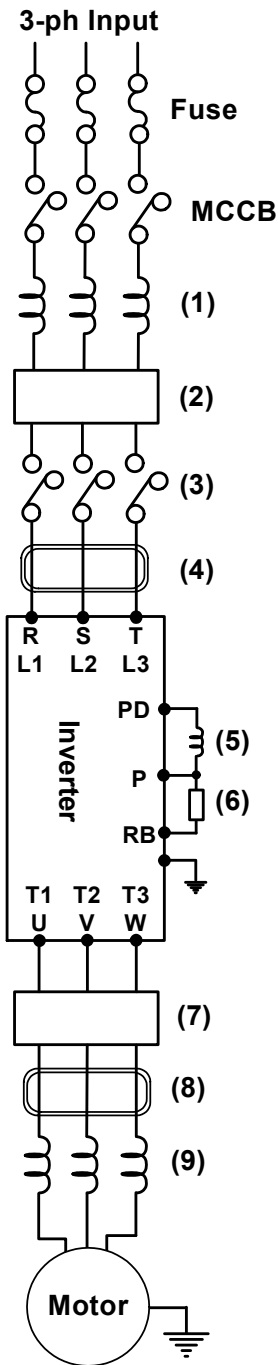 3-ph Input
Fuse
MCCB
(1)
(2)
(3)
(4)
R S T
L1 L2 L3
PD
(5)
P
(6)
Inverter
RB
T1 T2 T3
U V W
(7)
(8)
(9)
Motor